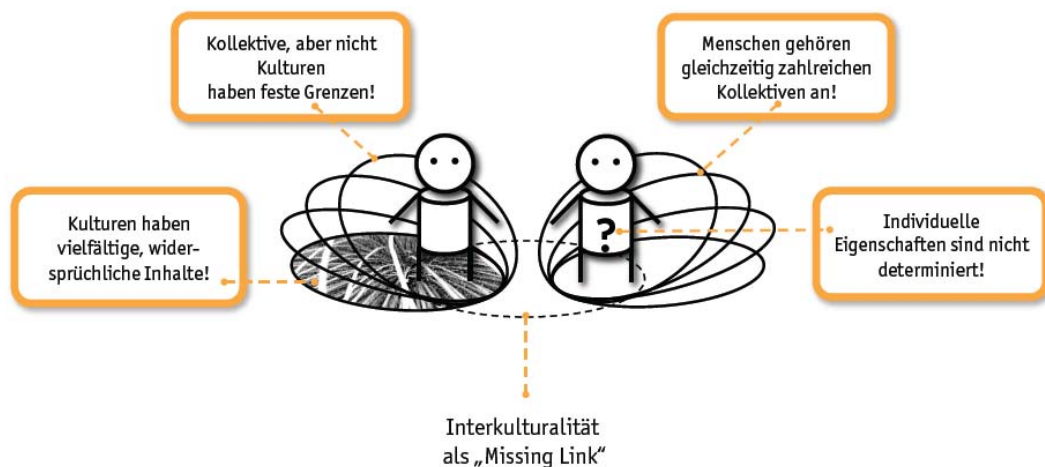 Kollektive, aber nicht
Kulturen
haben feste Grenzen!
Menschen gehören
gleichzeitig zahlreichen
Kollektiven an!
Kulturen haben
vielfältige, wider-
sprüchliche Inhalte!
?
Individuelle
Eigenschaften sind nicht
determiniert!
Interkulturalität
als „Missing Link“